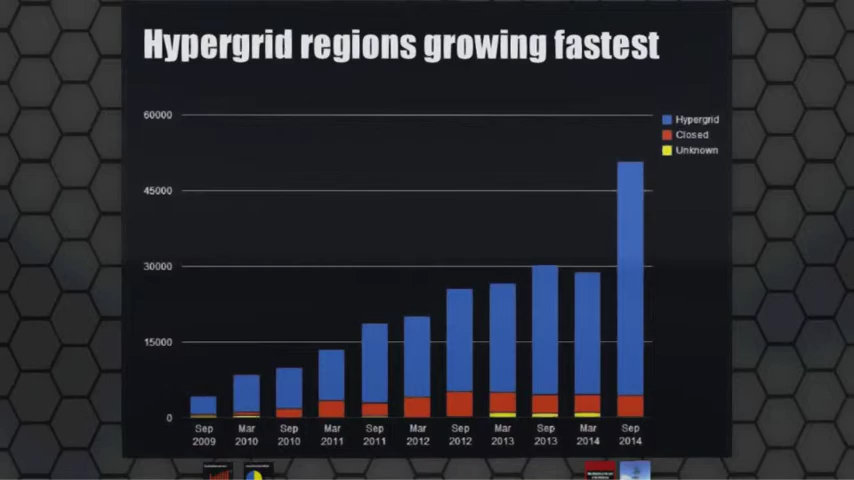 Hypergrid regions growing fastest
60000
45000
30000
15000
0
Hypergrid
Closed
Unknown
Sep 2009
Mar 2010
Sep 2010
Mar 2011
Sep 2011
Mar 2012
Sep 2012
Mar 2013
Sep 2013
Mar 2014
Sep 2014